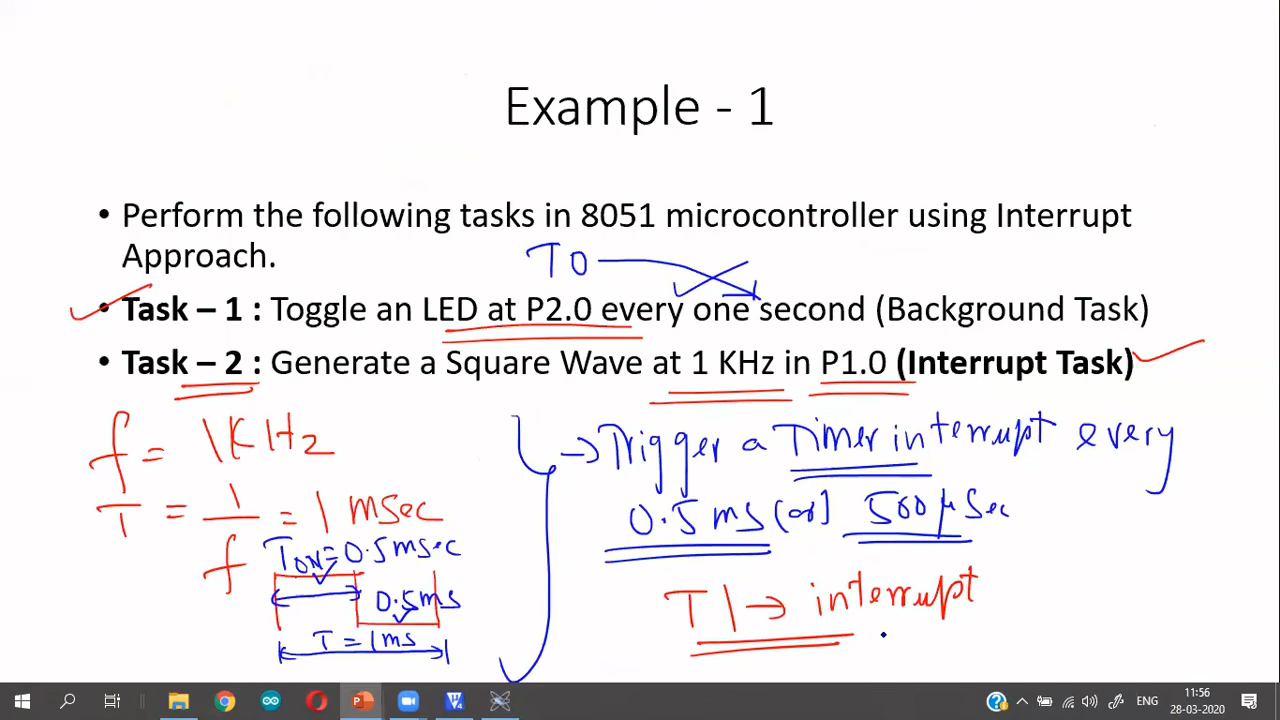 Example - 1
• Perform the following tasks in 8051 microcontroller using Interrupt
Approach.
T0
• Task – 1 : Toggle an LED at P2.0 every one second (Background Task)
• Task – 2 : Generate a Square Wave at 1 KHz in P1.0 (Interrupt Task)
f = 1KHz
T = 1/f = 1 msec
TON = 0.5msec
0.5ms
T = 1ms
→ Trigger a Timer interrupt every
0.5 ms (or) 500 μSec
T1 → interrupt
ENG
11:56
28-03-2020